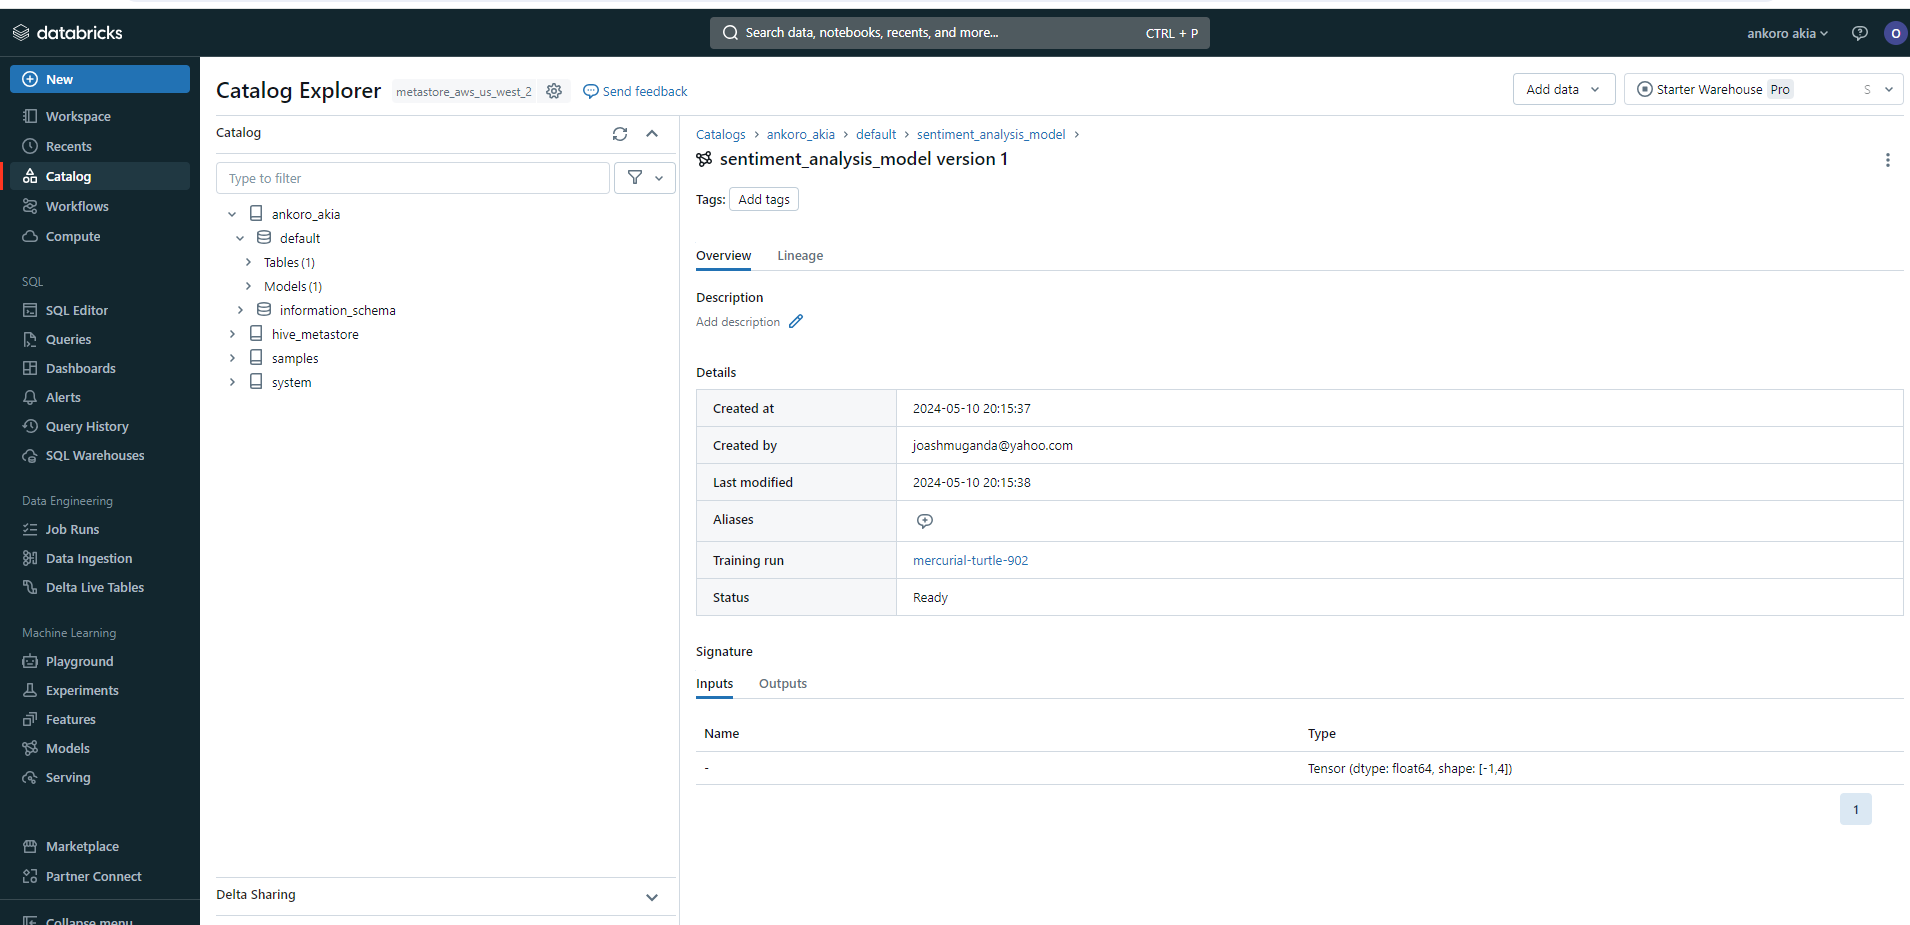 databricks
Search data, notebooks, recents, and more...
CTRL + P
ankoro akia
O
New
Workspace
Recents
Catalog
Workflows
Compute
SQL
SQL Editor
Queries
Dashboards
Alerts
Query History
SQL Warehouses
Data Engineering
Job Runs
Data Ingestion
Delta Live Tables
Machine Learning
Playground
Experiments
Features
Models
Serving
Marketplace
Partner Connect
Collapse menu
Catalog Explorer
metastore_aws_us_west_2
Send feedback
Add data
Starter Warehouse Pro S
Catalog
Type to filter
ankoro_akia
default
Tables (1)
Models (1)
information_schema
hive_metastore
samples
system
Delta Sharing
Catalogs > ankoro_akia > default > sentiment_analysis_model >
sentiment_analysis_model version 1
Tags: Add tags
Overview Lineage
Description
Add description
Details
Created at 2024-05-10 20:15:37
Created by joashmuganda@yahoo.com
Last modified 2024-05-10 20:15:38
Aliases
Training run mercurial-turtle-902
Status Ready
Signature
Inputs Outputs
Name Type
- Tensor (dtype: float64, shape: [-1,4])
1